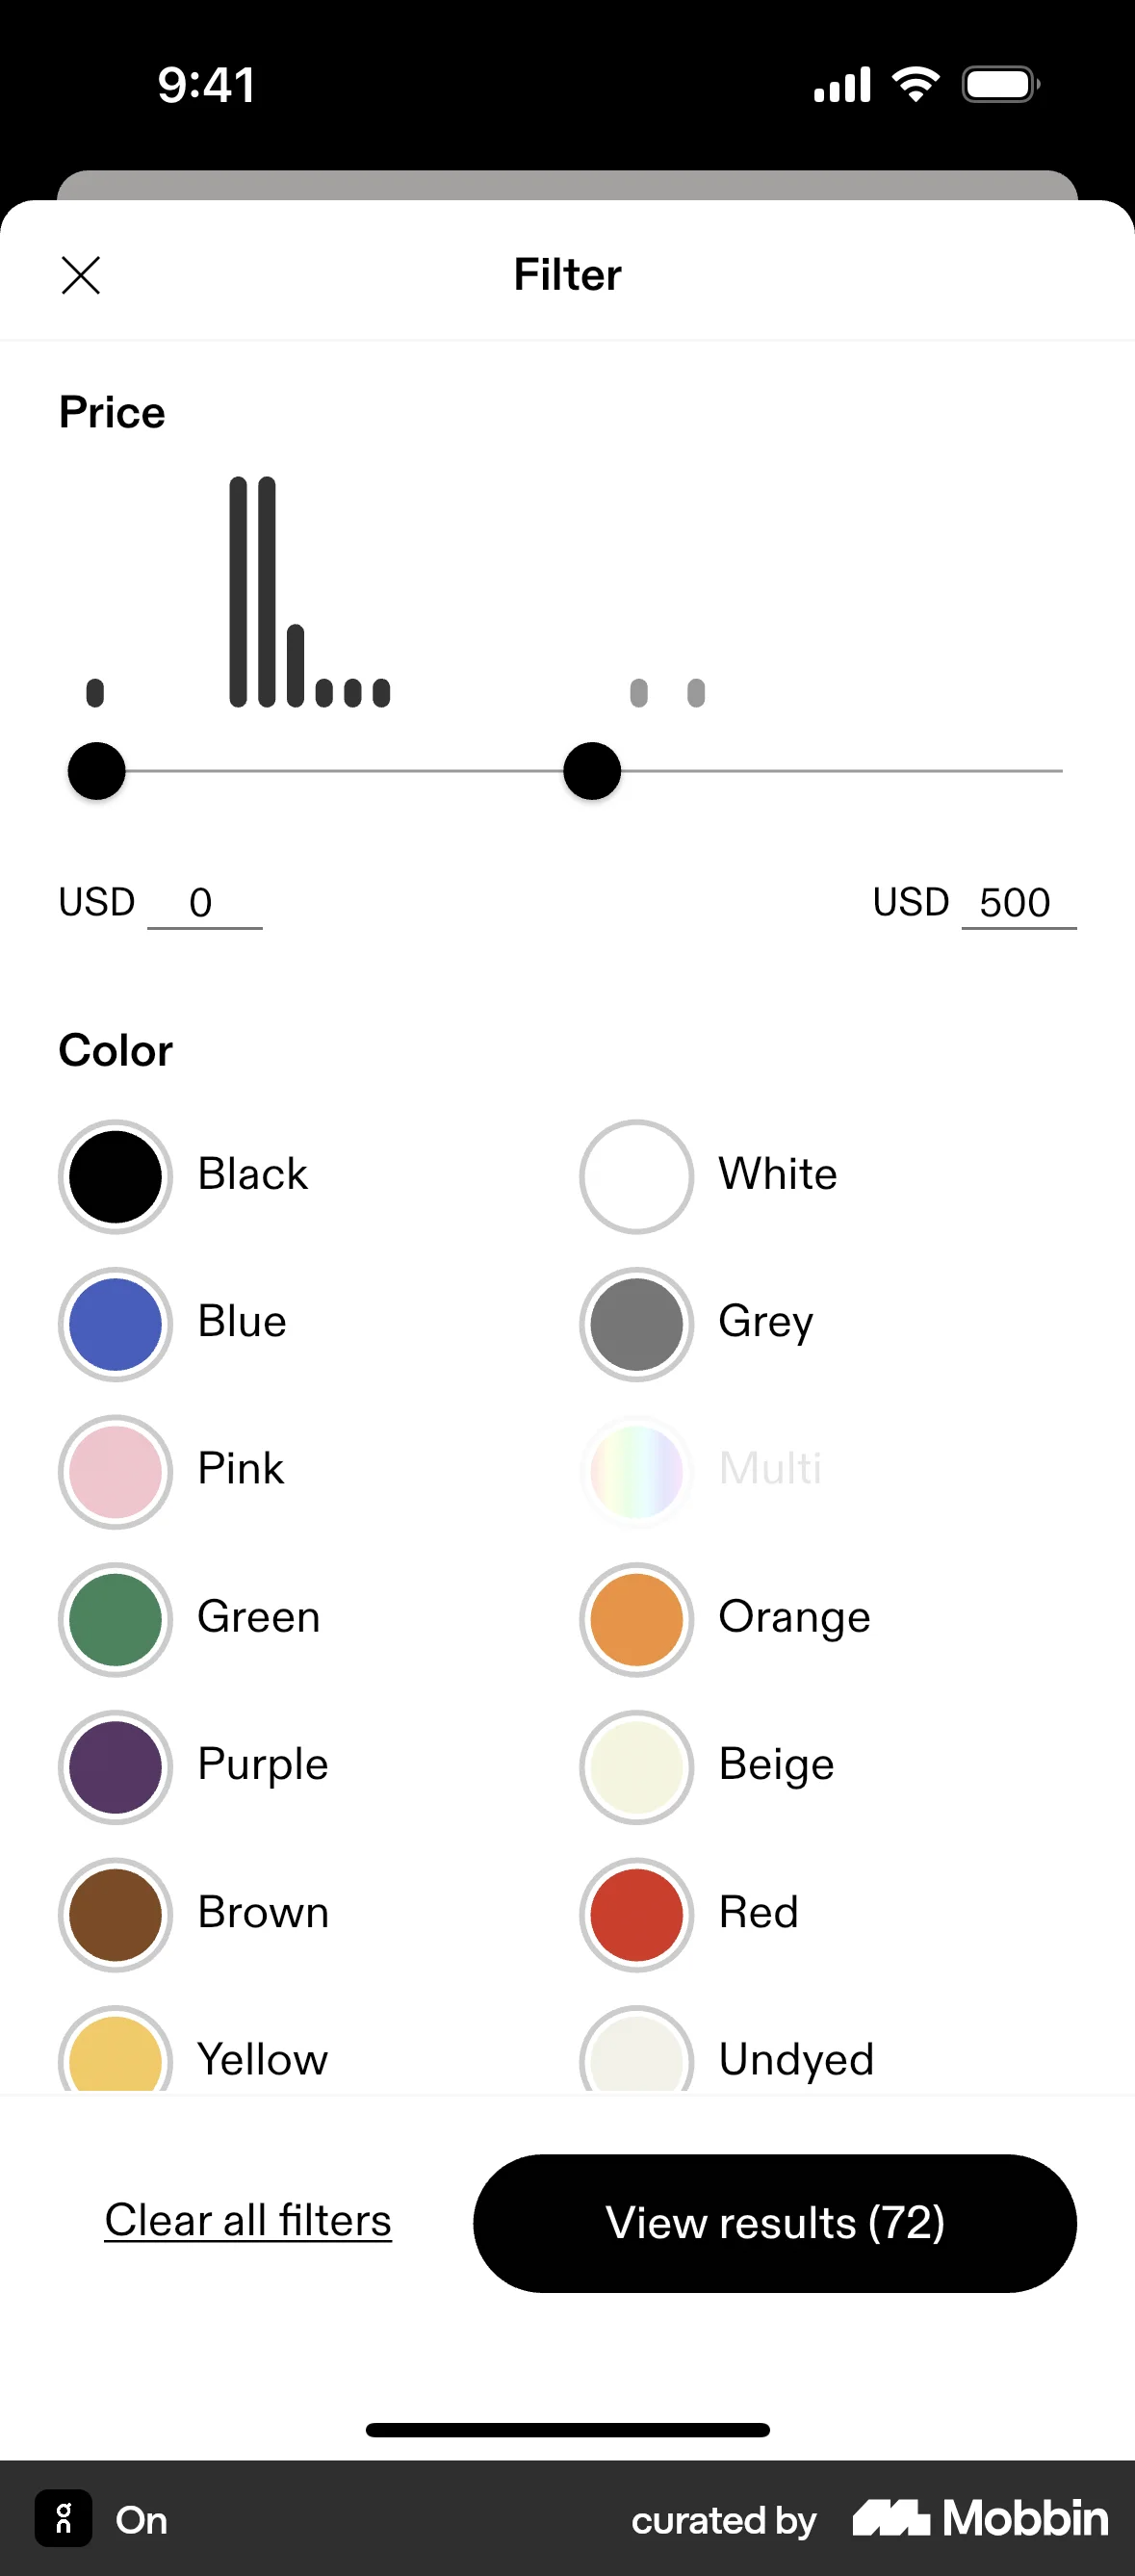 9:41
Filter
Price
USD 0 USD 500
Color
Black White
Blue Grey
Pink Multi
Green Orange
Purple Beige
Brown Red
Yellow Undyed
Clear all filters View results (72)
on On curated by Mobbin